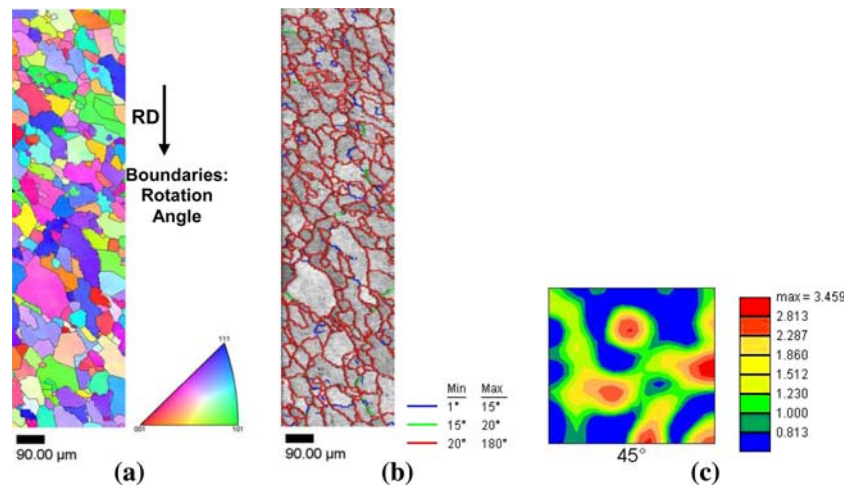 RD
Boundaries:
Rotation
Angle
111
001
101
90.00 µm
(a)
Min Max
1° 15°
15° 20°
20° 180°
90.00 µm
(b)
max = 3.459
2.813
2.287
1.860
1.512
1.230
1.000
0.813
45°
(c)